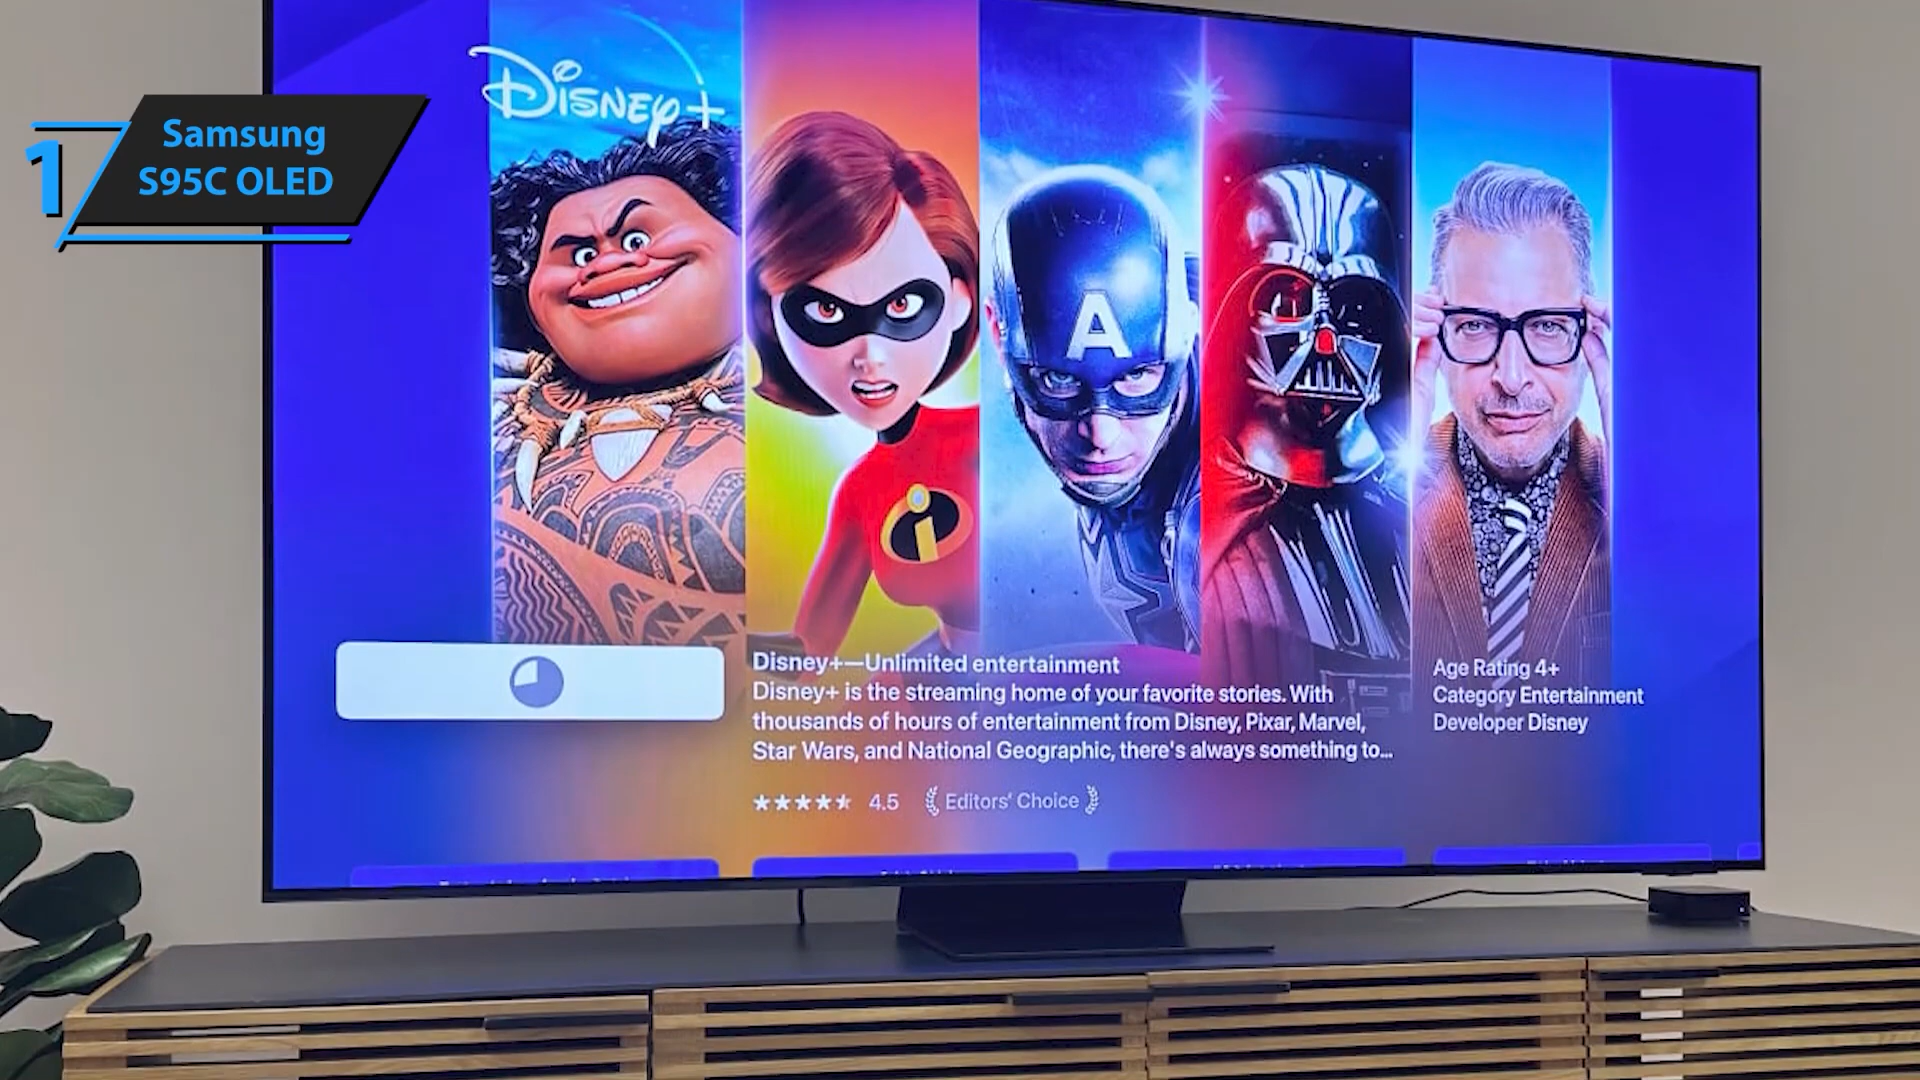 1
Samsung
S95C OLED
Disney+
A
Disney+—Unlimited entertainment
Disney+ is the streaming home of your favorite stories. With
thousands of hours of entertainment from Disney, Pixar, Marvel,
Star Wars, and National Geographic, there's always something to...
4.5 Editors' Choice
Age Rating 4+
Category Entertainment
Developer Disney